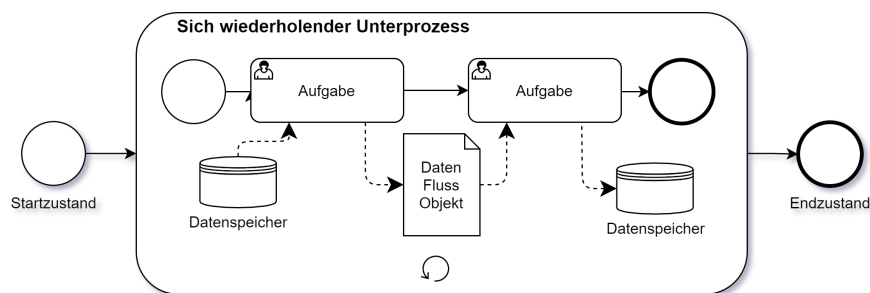 Sich wiederholender Unterprozess
Aufgabe
Aufgabe
Daten
Fluss
Objekt
Startzustand
Datenspeicher
Datenspeicher
Endzustand